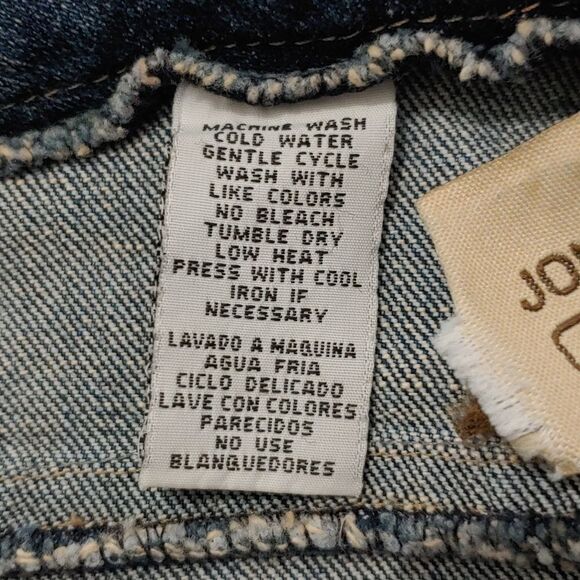 MACHINE WASH
COLD WATER
GENTLE CYCLE
WASH WITH
LIKE COLORS
NO BLEACH
TUMBLE DRY
LOW HEAT
PRESS WITH COOL
IRON IF
NECESSARY
LAVADO A MAQUINA
AGUA FRIA
CICLO DELICADO
LAVE CON COLORES
PARECIDOS
NO USE
BLANQUEDORES